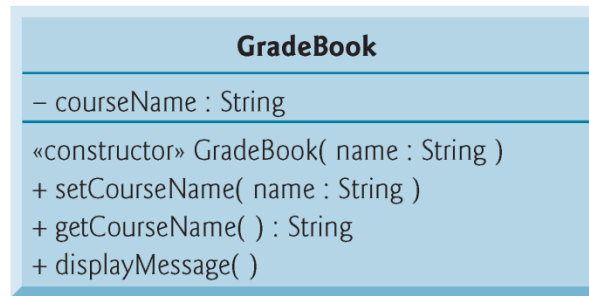 GradeBook
– courseName : String
«constructor» GradeBook( name : String )
+ setCourseName( name : String )
+ getCourseName( ) : String
+ displayMessage( )